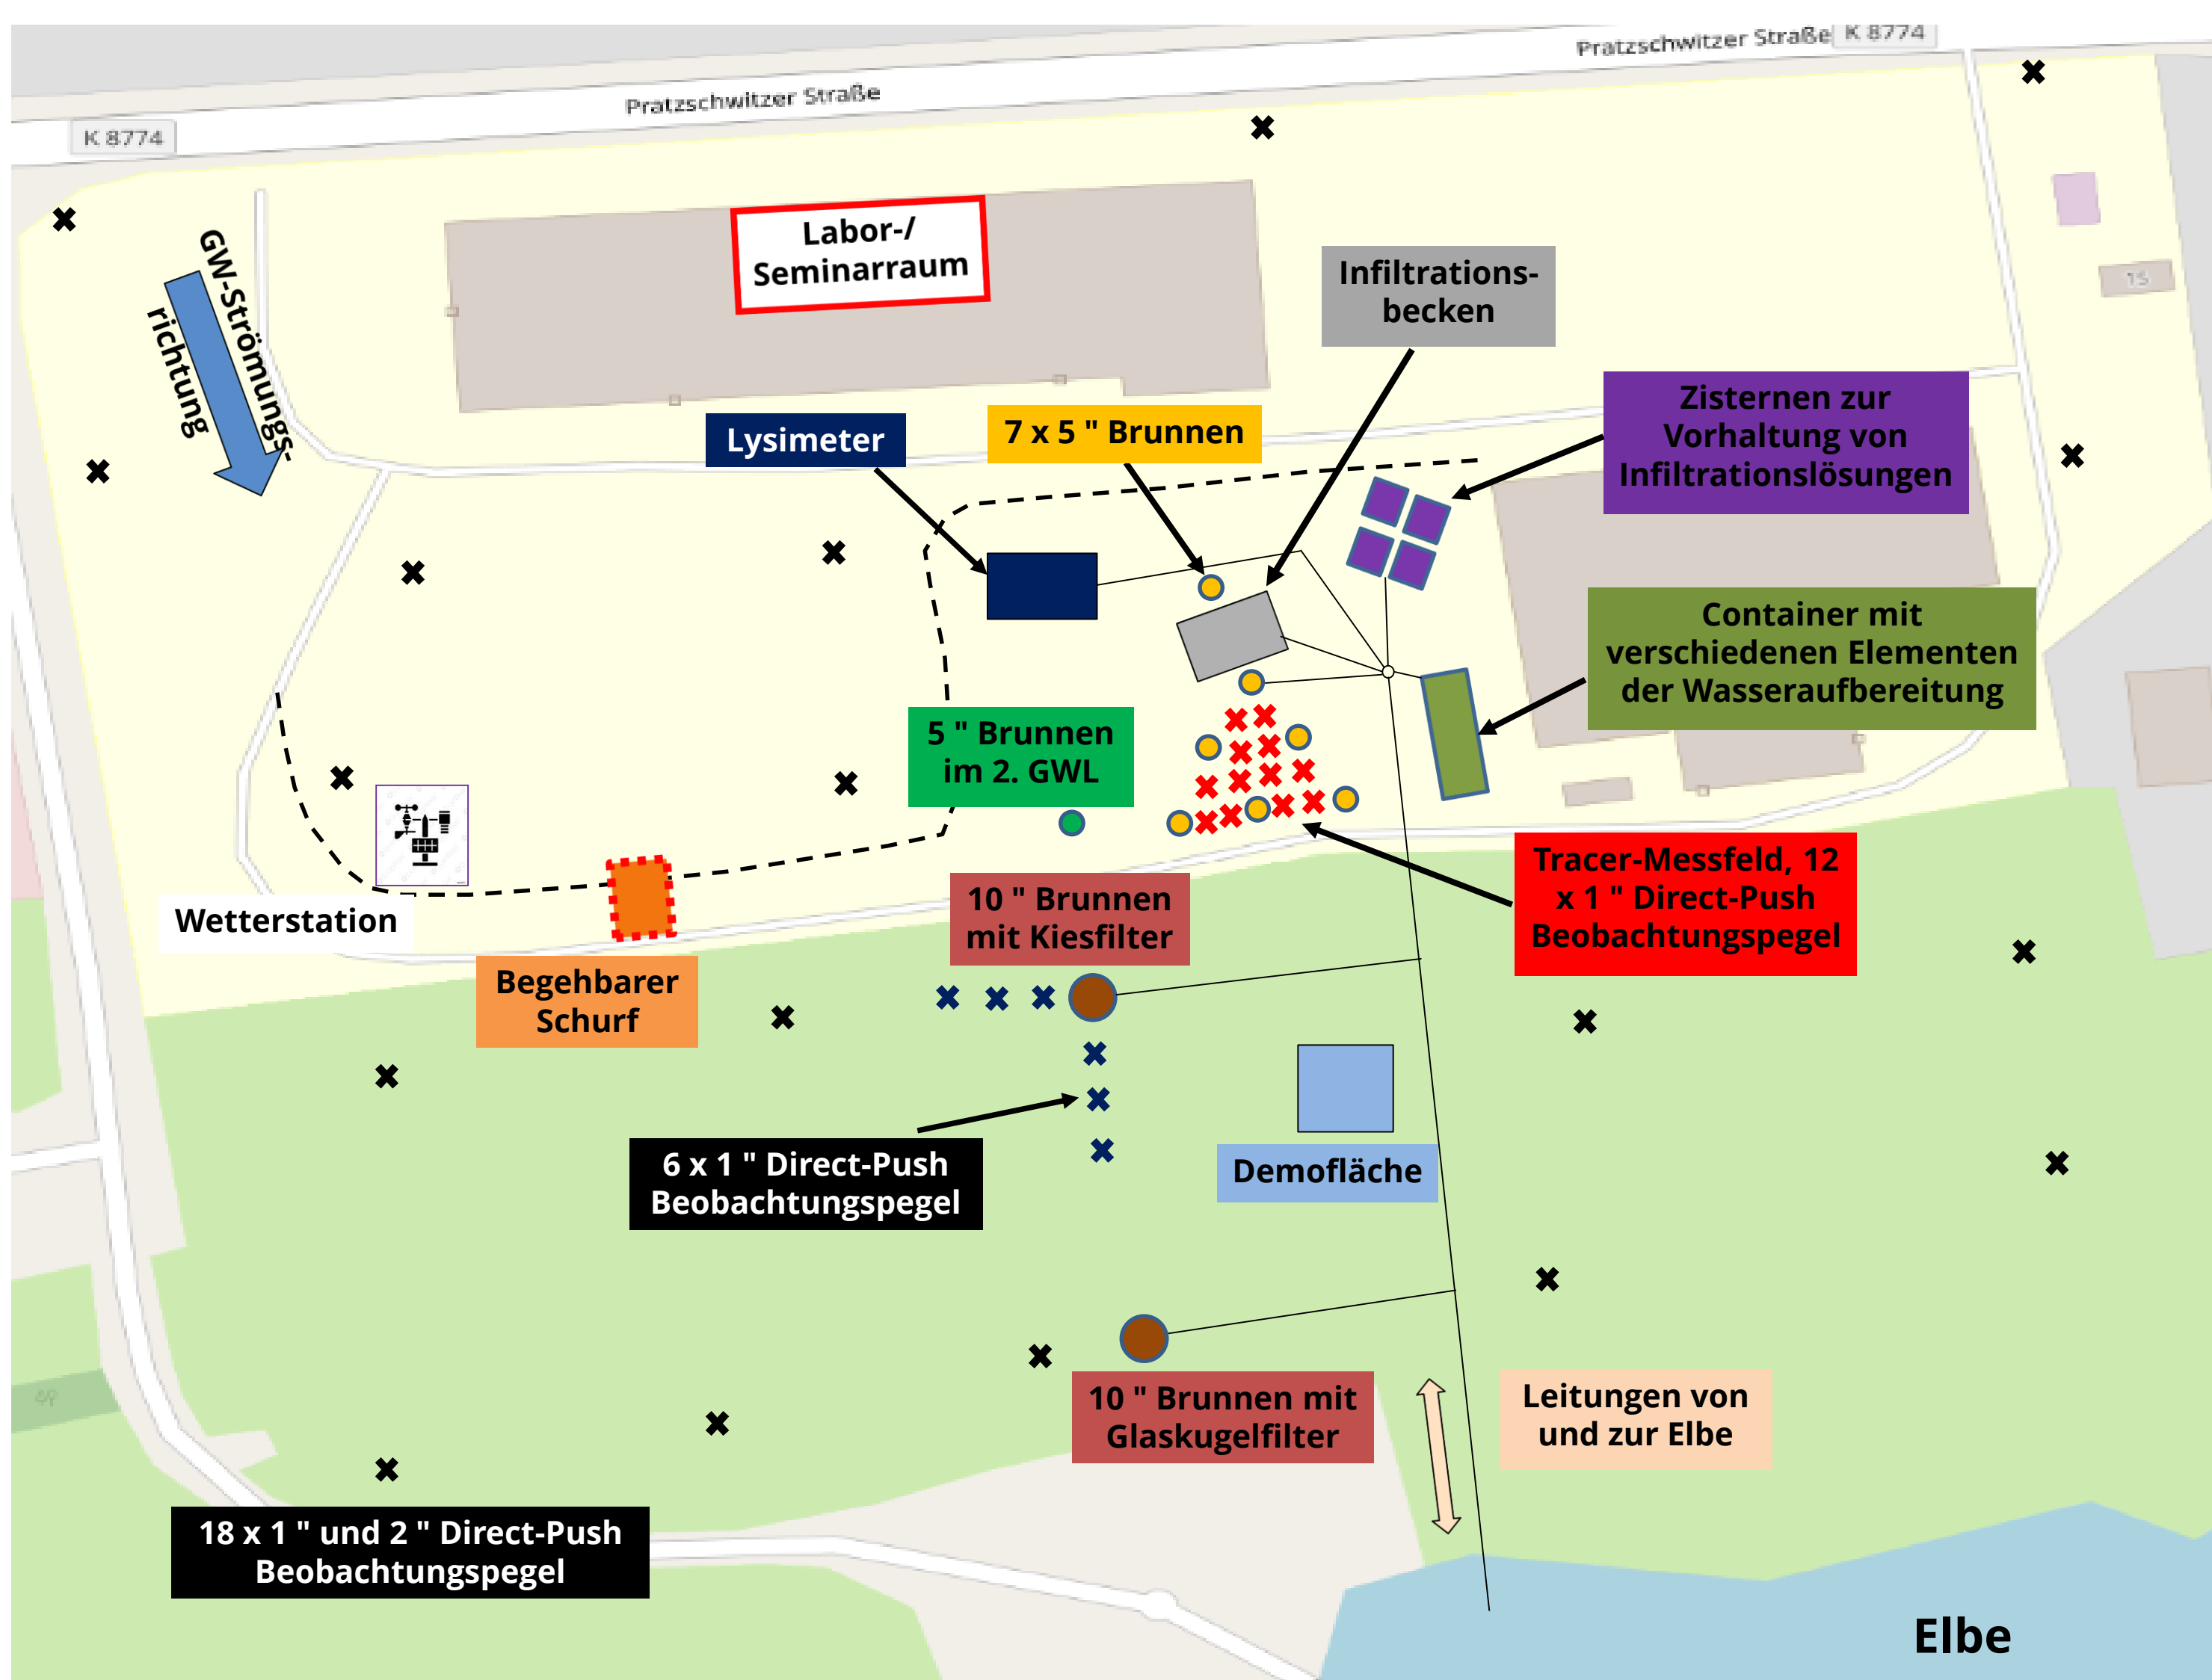 Pratzschwitzer Straße
K 8774
Pratzschwitzer Straße
K 8774
GW-Strömungs-
richtung
Labor-/
Seminarraum
Infiltrations-
becken
15
Zisternen zur
Vorhaltung von
Infiltrationslösungen
Lysimeter
7 x 5 " Brunnen
Container mit
verschiedenen Elementen
der Wasseraufbereitung
5 " Brunnen
im 2. GWL
Tracer-Messfeld, 12
x 1 " Direct-Push
Beobachtungspegel
Wetterstation
10 " Brunnen
mit Kiesfilter
Begehbarer
Schurf
6 x 1 " Direct-Push
Beobachtungspegel
Demofläche
10 " Brunnen mit
Glaskugelfilter
Leitungen von
und zur Elbe
18 x 1 " und 2 " Direct-Push
Beobachtungspegel
Elbe